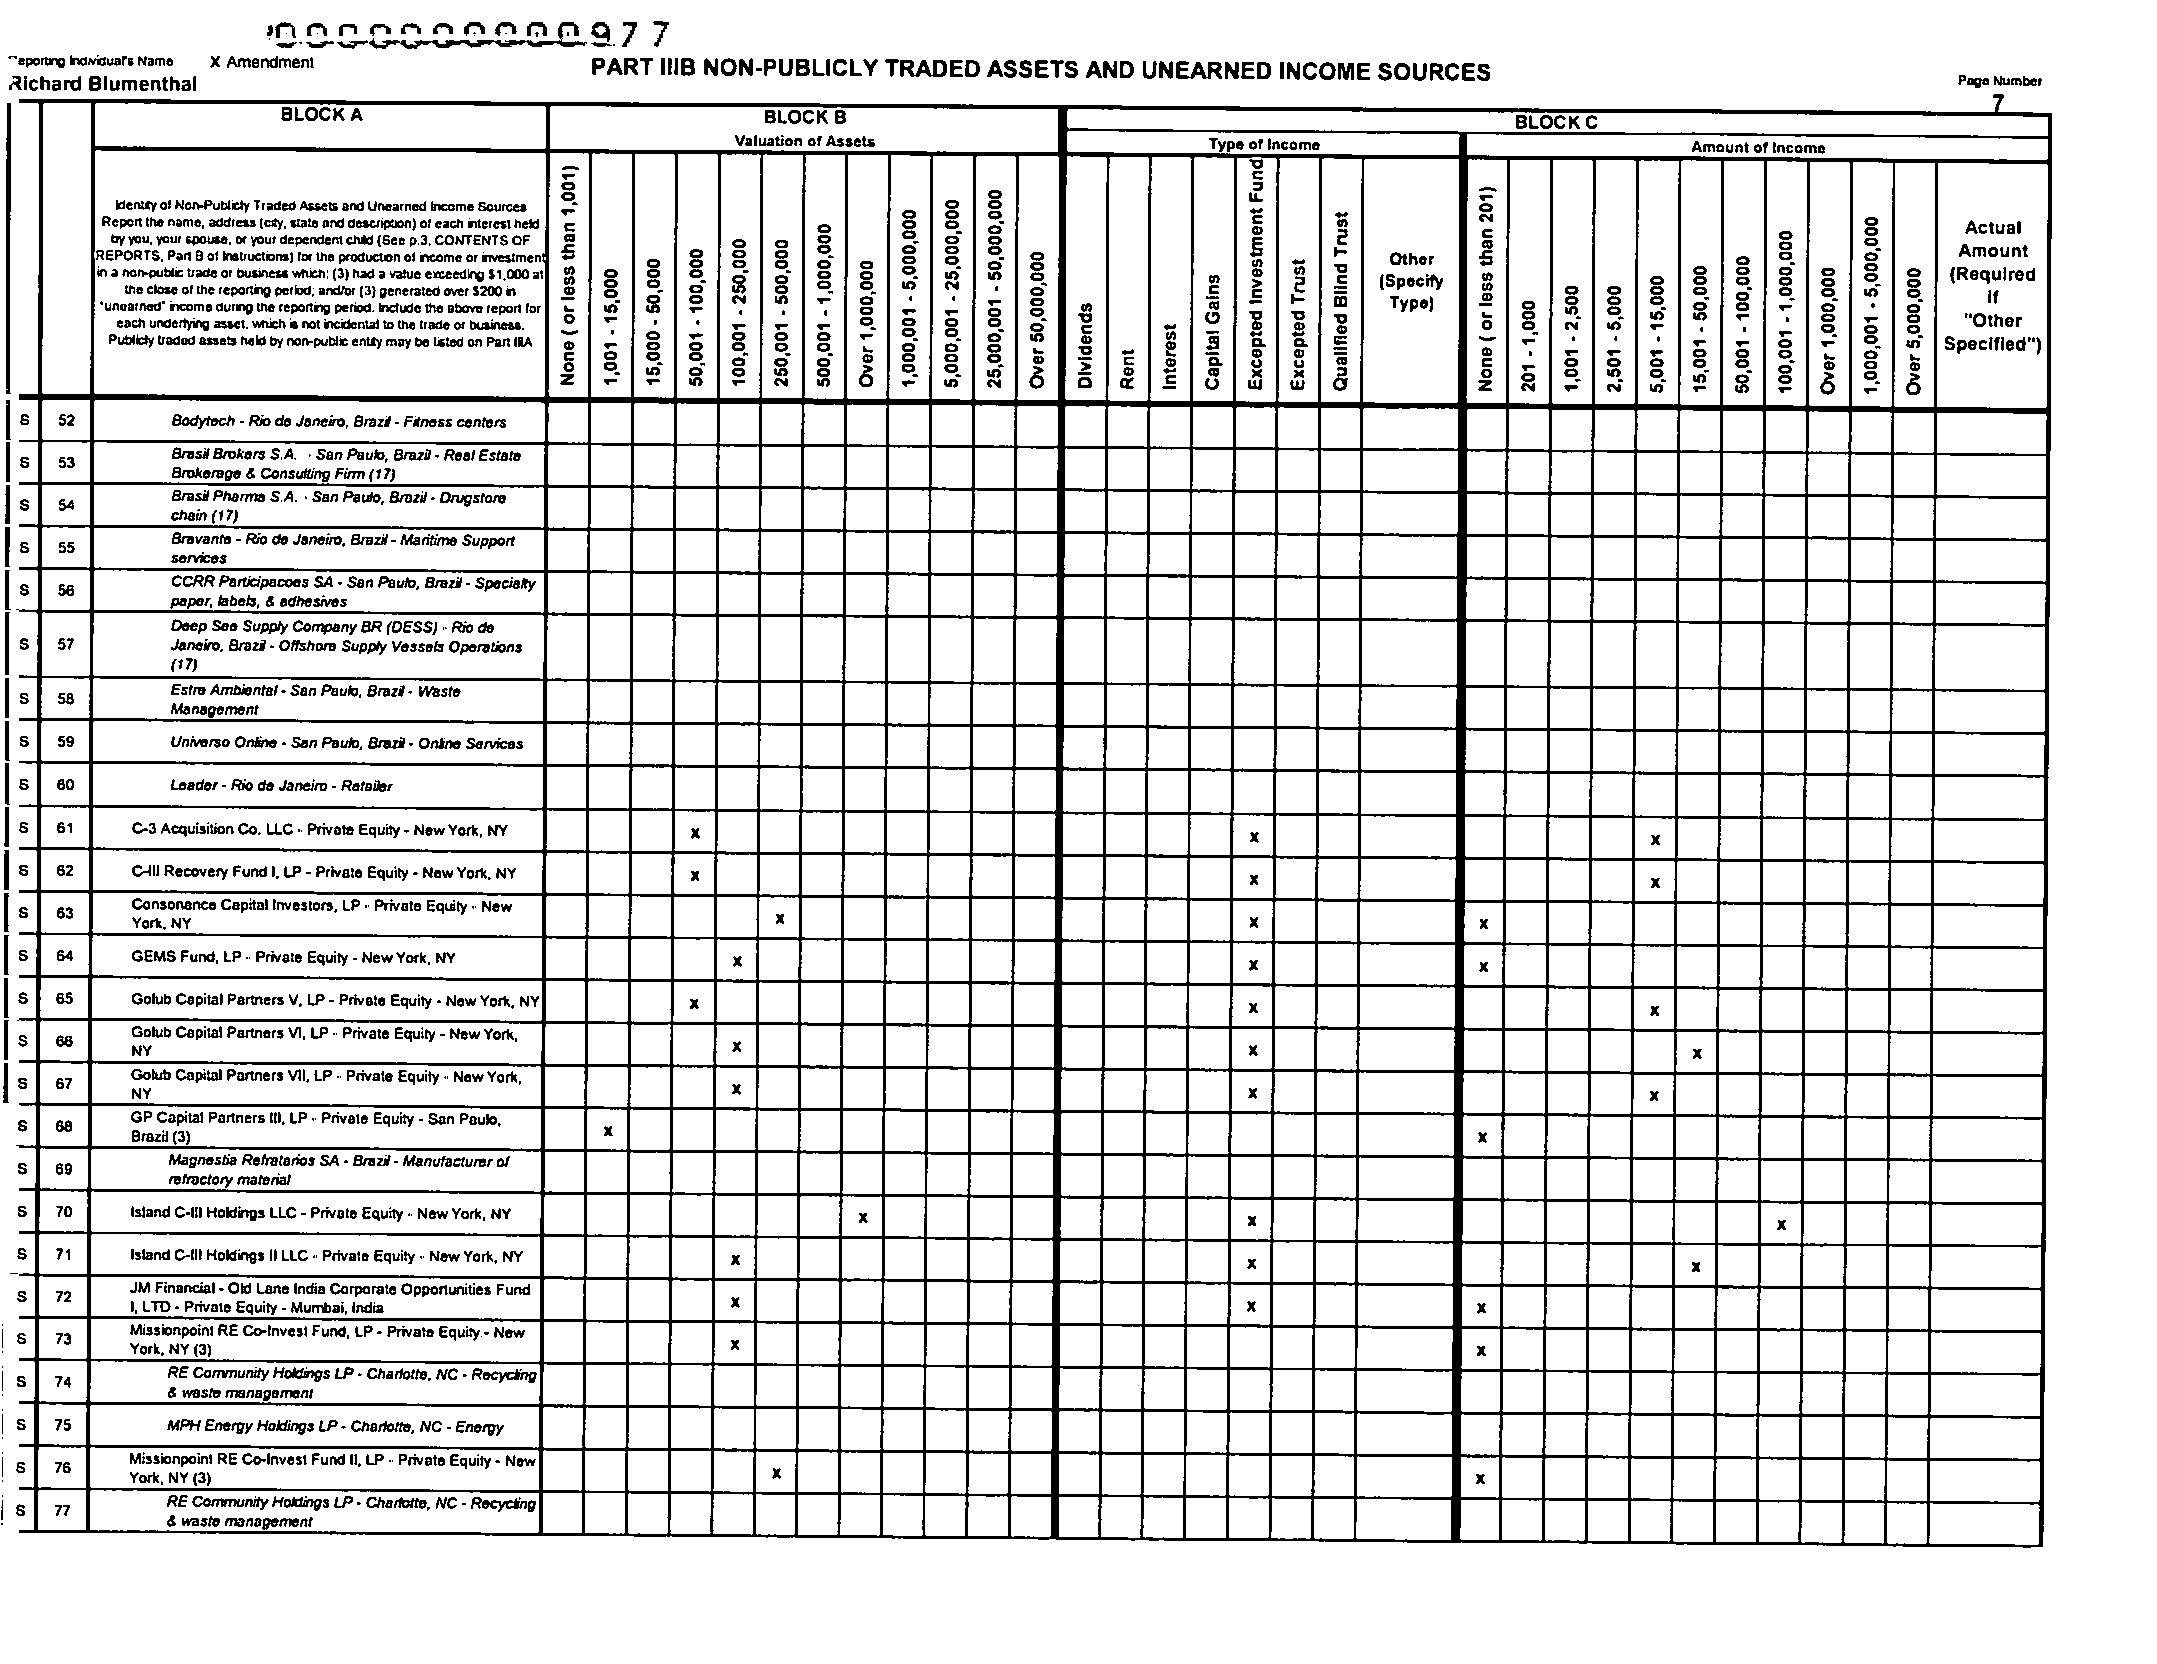 000000000977
Reporting Individual's Name X Amendment
Richard Blumenthal
PART IIIB NON-PUBLICLY TRADED ASSETS AND UNEARNED INCOME SOURCES
Page Number
7
BLOCK A
BLOCK B
Valuation of Assets
BLOCK C
Type of Income
Amount of Income
Identity of Non-Publicly Traded Assets and Unearned Income Sources
Report the name, address (city, state and description) of each interest held
by you, your spouse, or your dependent child (See p.3, CONTENTS OF
REPORTS, Part B of Instructions) for the production of income or investment
in a non-public trade or business which: (3) had a value exceeding $1,000 at
the close of the reporting period; and/or (3) generated over $200 in
"unearned" income during the reporting period. Include the above report for
each underlying asset, which is not incidental to the trade or business.
Publicly traded assets held by non-public entity may be listed on Part IIIA
None ( or less than 1,001)
1,001 - 15,000
15,000 - 50,000
50,001 - 100,000
100,001 - 250,000
250,001 - 500,000
500,001 - 1,000,000
Over 1,000,000
1,000,001 - 5,000,000
5,000,001 - 25,000,000
25,000,001 - 50,000,000
Over 50,000,000
Dividends
Rent
Interest
Capital Gains
Excepted Investment Fund
Excepted Trust
Qualified Blind Trust
Other
(Specify
Type)
None ( or less than 201)
201 - 1,000
1,001 - 2,500
2,501 - 5,000
5,001 - 15,000
15,001 - 50,000
50,001 - 100,000
100,001 - 1,000,000
Over 1,000,000
1,000,001 - 5,000,000
Over 5,000,000
Actual
Amount
(Required
if
"Other
Specified")
S 52 Bodytech - Rio de Janeiro, Brazil - Fitness centers
S 53 Brasil Brokers S.A. - San Paulo, Brazil - Real Estate
Brokerage & Consulting Firm (17)
S 54 Brasil Pharma S.A. - San Paulo, Brazil - Drugstore
chain (17)
S 55 Bravante - Rio de Janeiro, Brazil - Maritime Support
services
S 56 CCRR Participacoes SA - San Paulo, Brazil - Specialty
paper, labels, & adhesives
S 57 Deep Sea Supply Company BR (DESS) - Rio de
Janeiro, Brazil - Offshore Supply Vessels Operations
(17)
S 58 Estre Ambiental - San Paulo, Brazil - Waste
Management
S 59 Universo Online - San Paulo, Brazil - Online Services
S 60 Leader - Rio de Janeiro - Retailer
S 61 C-3 Acquisition Co. LLC - Private Equity - New York, NY x x x
S 62 C-III Recovery Fund I, LP - Private Equity - New York, NY x x x
S 63 Consonance Capital Investors, LP - Private Equity - New
York, NY x x x
S 64 GEMS Fund, LP - Private Equity - New York, NY x x x
S 65 Golub Capital Partners V, LP - Private Equity - New York, NY x x x
S 66 Golub Capital Partners VI, LP - Private Equity - New York,
NY x x x
S 67 Golub Capital Partners VII, LP - Private Equity - New York,
NY x x x
S 68 GP Capital Partners III, LP - Private Equity - San Paulo,
Brazil (3) x x
S 69 Magnestia Refratarios SA - Brazil - Manufacturer of
refractory material
S 70 Island C-III Holdings LLC - Private Equity - New York, NY x x x
S 71 Island C-III Holdings II LLC - Private Equity - New York, NY x x x
S 72 JM Financial - Old Lane India Corporate Opportunities Fund
I, LTD - Private Equity - Mumbai, India x x x
S 73 Missionpoint RE Co-Invest Fund, LP - Private Equity - New
York, NY (3) x x
S 74 RE Community Holdings LP - Charlotte, NC - Recycling
& waste management
S 75 MPH Energy Holdings LP - Charlotte, NC - Energy
S 76 Missionpoint RE Co-Invest Fund II, LP - Private Equity - New
York, NY (3) x x
S 77 RE Community Holdings LP - Charlotte, NC - Recycling
& waste management